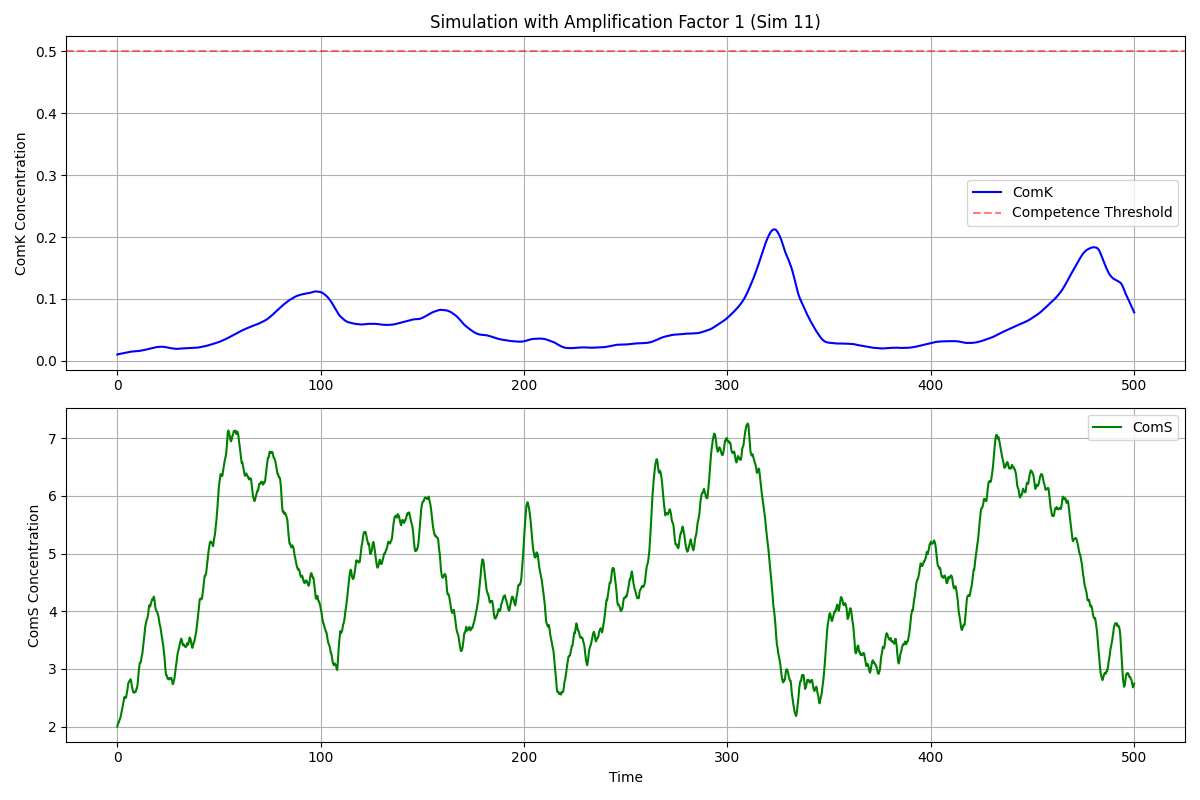 Simulation with Amplification Factor 1 (Sim 11)
ComK Concentration
0.5
0.4
0.3
0.2
0.1
0.0
ComK
Competence Threshold
0 100 200 300 400 500
ComS Concentration
7
6
5
4
3
2
ComS
0 100 200 300 400 500
Time